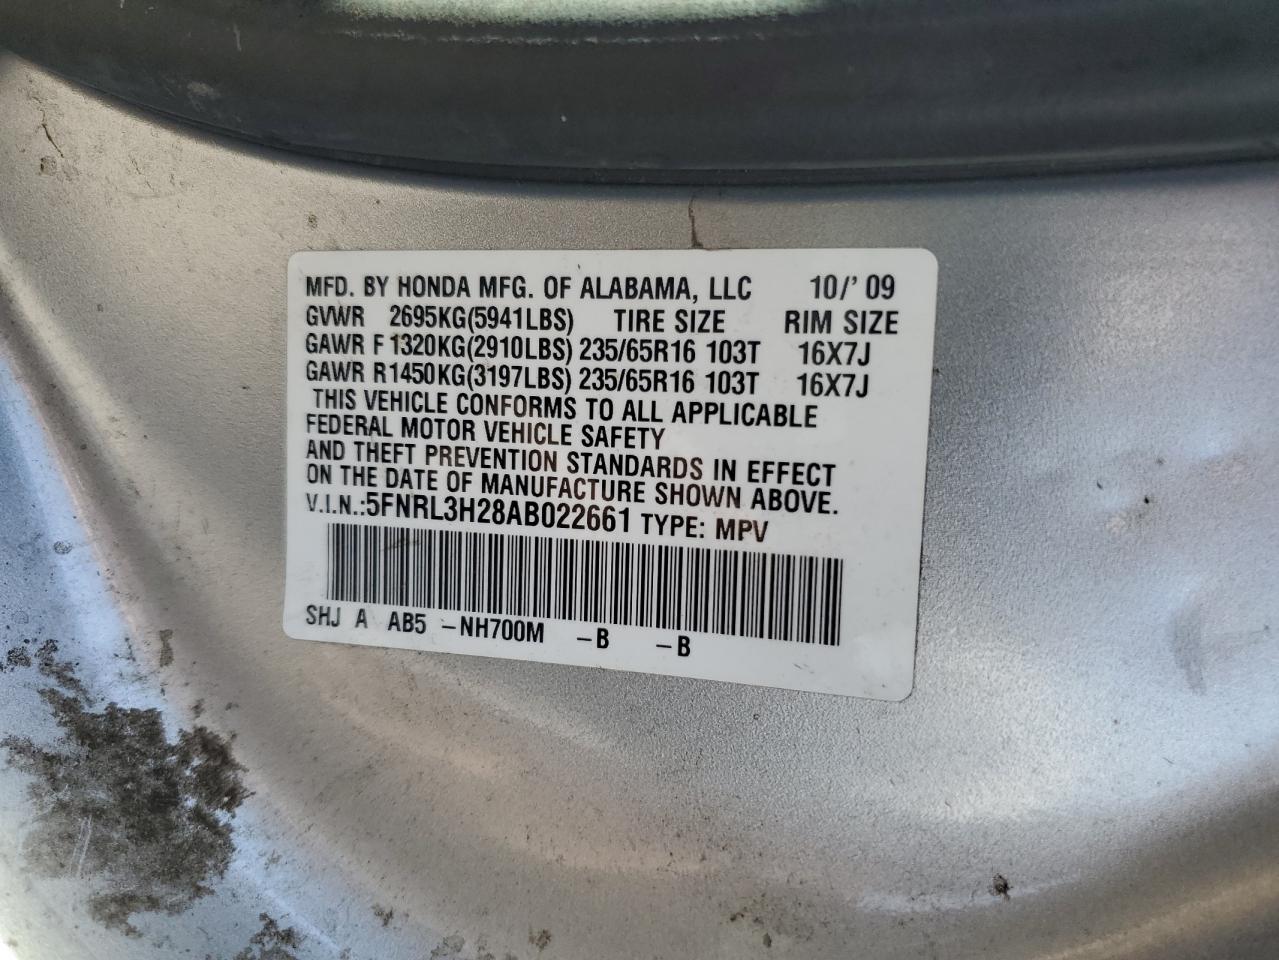 MFD. BY HONDA MFG. OF ALABAMA, LLC 10/' 09
GVWR 2695KG(5941LBS) TIRE SIZE RIM SIZE
GAWR F 1320KG(2910LBS) 235/65R16 103T 16X7J
GAWR R1450KG(3197LBS) 235/65R16 103T 16X7J
THIS VEHICLE CONFORMS TO ALL APPLICABLE
FEDERAL MOTOR VEHICLE SAFETY
AND THEFT PREVENTION STANDARDS IN EFFECT
ON THE DATE OF MANUFACTURE SHOWN ABOVE.
V.I.N.:5FNRL3H28AB022661 TYPE: MPV
SHJ A AB5 -NH700M -B -B